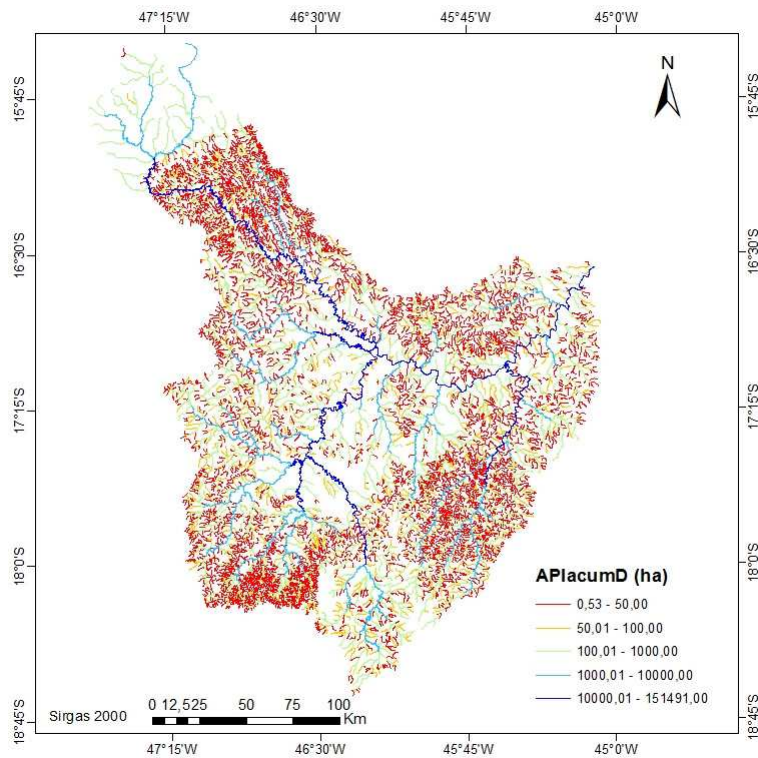 47°15'W 46°30'W 45°45'W 45°0'W
N
15°45'S 15°45'S
16°30'S 16°30'S
17°15'S 17°15'S
18°0'S 18°0'S
APlacumD (ha)
0,53 - 50,00
50,01 - 100,00
100,01 - 1000,00
1000,01 - 10000,00
10000,01 - 151491,00
Sirgas 2000
0 12,525 50 75 100
Km
18°45'S 18°45'S
47°15'W 46°30'W 45°45'W 45°0'W